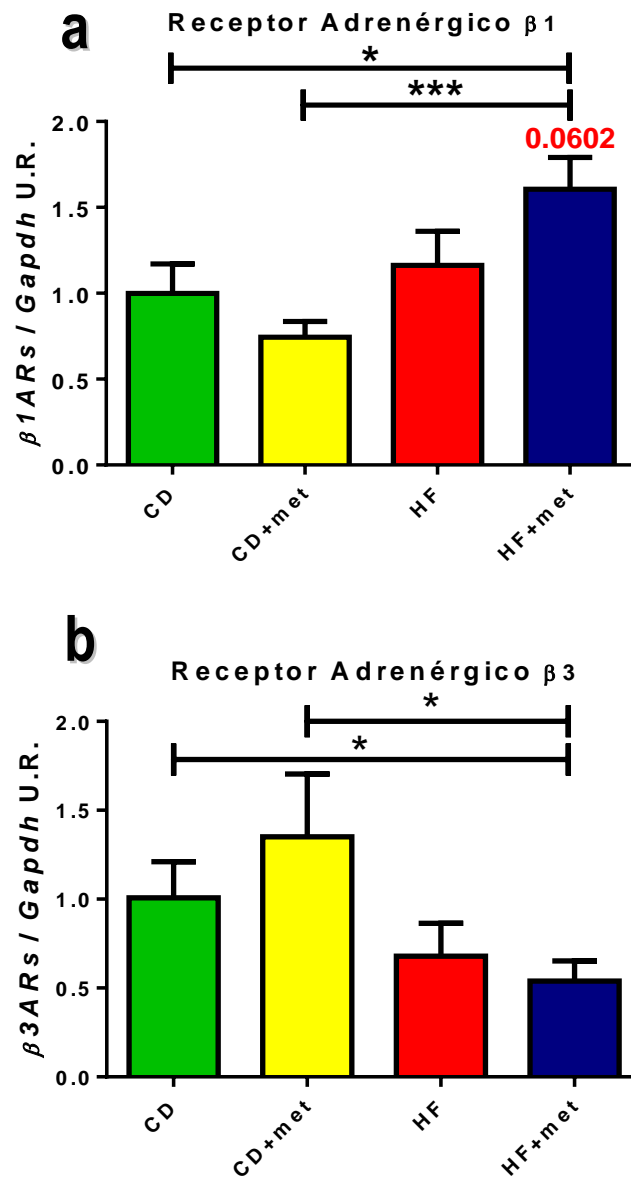 a
Receptor Adrenérgico β1
*
***
0.0602
β1ARs / Gapdh U.R.
2.0
1.5
1.0
0.5
0.0
CD
CD+met
HF
HF+met
b
Receptor Adrenérgico β3
*
*
β3ARs / Gapdh U.R.
2.0
1.5
1.0
0.5
0.0
CD
CD+met
HF
HF+met